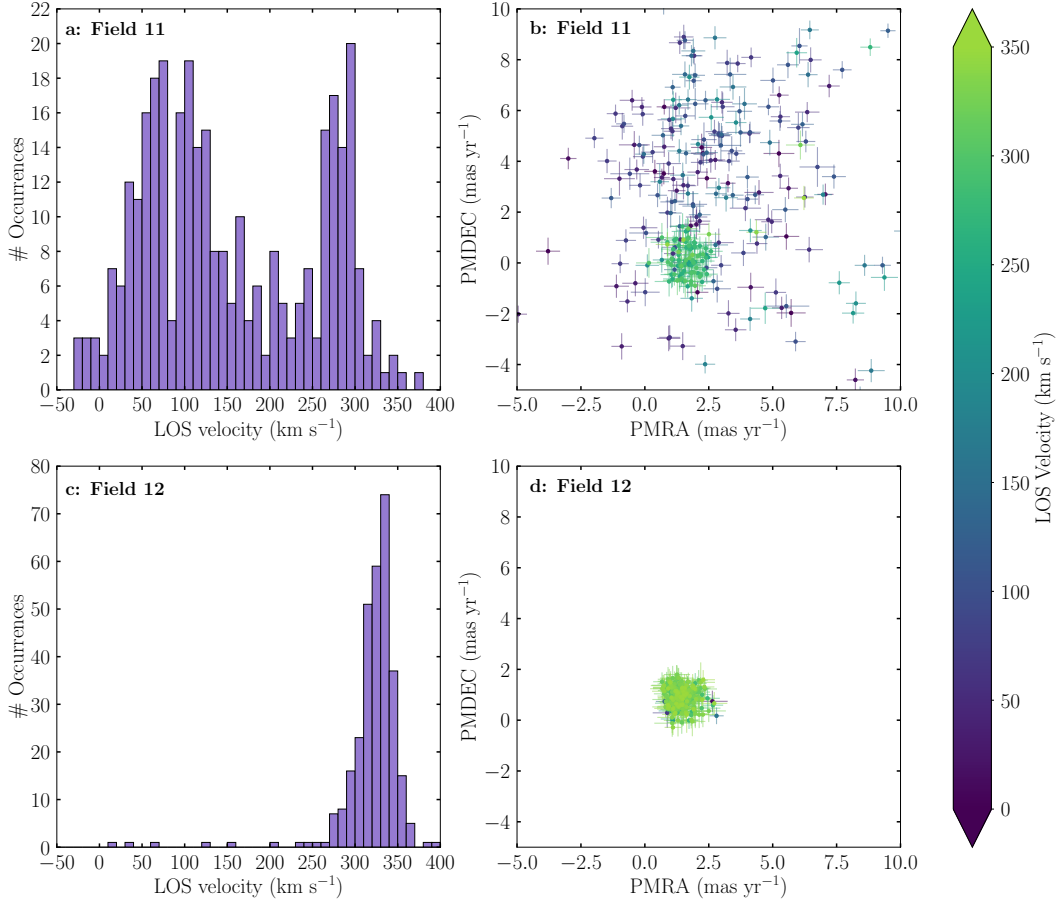 a: Field 11
22
20
18
16
14
12
10
8
6
4
2
0
# Occurrences
−50 0 50 100 150 200 250 300 350 400
LOS velocity (km s−1)
b: Field 11
10
8
6
4
2
0
−2
−4
PMDEC (mas yr−1)
−5.0 −2.5 0.0 2.5 5.0 7.5 10.0
PMRA (mas yr−1)
c: Field 12
80
70
60
50
40
30
20
10
0
# Occurrences
−50 0 50 100 150 200 250 300 350 400
LOS velocity (km s−1)
d: Field 12
10
8
6
4
2
0
−2
−4
PMDEC (mas yr−1)
−5.0 −2.5 0.0 2.5 5.0 7.5 10.0
PMRA (mas yr−1)
350
300
250
200
150
100
50
0
LOS Velocity (km s−1)